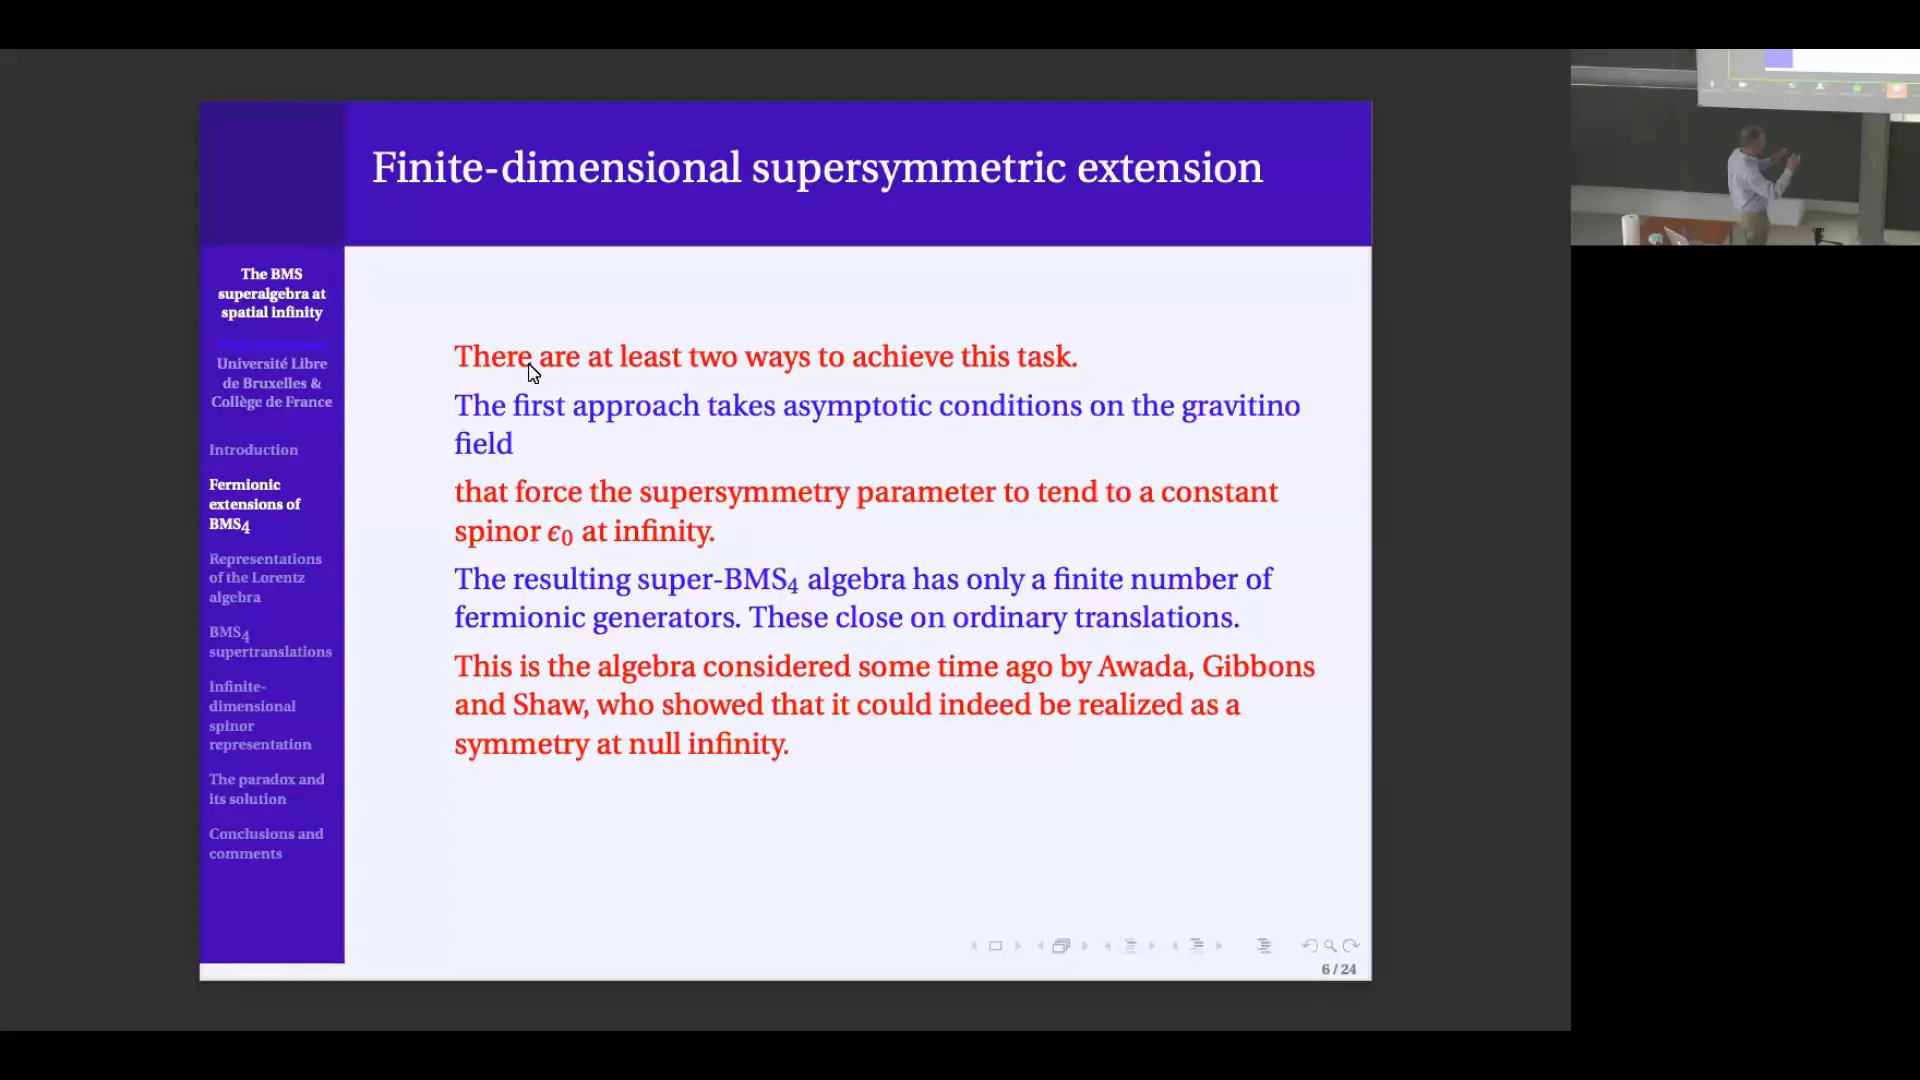 Finite-dimensional supersymmetric extension
The BMS
superalgebra at
spatial infinity
Université Libre
de Bruxelles &
Collège de France
Introduction
Fermionic
extensions of
BMS₄
Representations
of the Lorentz
algebra
BMS₄
supertranslations
Infinite-
dimensional
spinor
representation
The paradox and
its solution
Conclusions and
comments
There are at least two ways to achieve this task.
The first approach takes asymptotic conditions on the gravitino
field
that force the supersymmetry parameter to tend to a constant
spinor ϵ₀ at infinity.
The resulting super-BMS₄ algebra has only a finite number of
fermionic generators. These close on ordinary translations.
This is the algebra considered some time ago by Awada, Gibbons
and Shaw, who showed that it could indeed be realized as a
symmetry at null infinity.
6 / 24